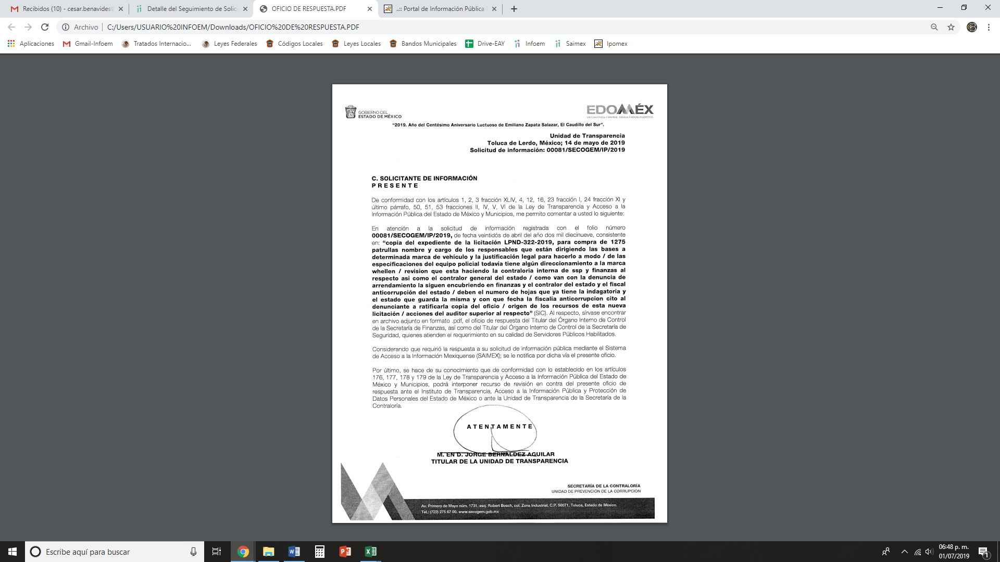 Recibidos (10) - cesar.benavides@
Detalle del Seguimiento de Solici
OFICIO DE RESPUESTA.PDF
..:: Portal de Información Pública
Archivo
C:/Users/USUARIO%20INFOEM/Downloads/OFICIO%20DE%20RESPUESTA.PDF
Aplicaciones
Gmail-Infoem
Tratados Internacio...
Leyes Federales
Códigos Locales
Leyes Locales
Bandos Municipales
Drive-EAY
Infoem
Saimex
Ipomex
GOBIERNO DEL
ESTADO DE MÉXICO
EDOMÉX
DECISIONES FIRMES, RESULTADOS FUERTES.
"2019. Año del Centésimo Aniversario Luctuoso de Emiliano Zapata Salazar, El Caudillo del Sur".
Unidad de Transparencia
Toluca de Lerdo, México; 14 de mayo de 2019
Solicitud de información: 00081/SECOGEM/IP/2019
C. SOLICITANTE DE INFORMACIÓN
P R E S E N T E
De conformidad con los artículos 1, 2, 3 fracción XLIV, 4, 12, 16, 23 fracción I, 24 fracción XI y
último párrafo, 50, 51, 53 fracciones II, IV, V, VI de la Ley de Transparencia y Acceso a la
Información Pública del Estado de México y Municipios, me permito comentar a usted lo siguiente:
En atención a la solicitud de información registrada con el folio número
00081/SECOGEM/IP/2019, de fecha veintidós de abril del año dos mil diecinueve, consistente
en: "copia del expediente de la licitación LPND-322-2019, para compra de 1275
patrullas nombre y cargo de los responsables que están dirigiendo las bases a
determinada marca de vehículo y la justificación legal para hacerlo a modo / de las
especificaciones del equipo policial todavía tiene algún direccionamiento a la marca
whellen / revision que esta haciendo la contraloria interna de ssp y finanzas al
respecto asi como el contralor general del estado / como van con la denuncia de
arrendamiento la siguen encubriendo en finanzas y el contralor del estado y el fiscal
anticorrupción del estado / deben el numero de hojas que ya tiene la indagatoria y
el estado que guarda la misma y con que fecha la fiscalía anticorrupcion cito al
denunciante a ratificarla copia del oficio / origen de los recursos de esta nueva
licitación / acciones del auditor superior al respecto" (SIC). Al respecto, sírvase encontrar
en archivo adjunto en formato .pdf, el oficio de respuesta del Titular del Órgano Interno de Control
de la Secretaría de Finanzas, así como del Titular del Órgano Interno de Control de la Secretaría de
Seguridad, quienes atienden el requerimiento en su calidad de Servidores Públicos Habilitados.
Considerando que requirió la respuesta a su solicitud de información pública mediante el Sistema
de Acceso a la Información Mexiquense (SAIMEX); se le notifica por dicha vía el presente oficio.
Por último, se hace de su conocimiento que de conformidad con lo establecido en los artículos
176, 177, 178 y 179 de la Ley de Transparencia y Acceso a la Información Pública del Estado de
México y Municipios, podrá interponer recurso de revisión en contra del presente oficio de
respuesta ante el Instituto de Transparencia, Acceso a la Información Pública y Protección de
Datos Personales del Estado de México o ante la Unidad de Transparencia de la Secretaría de la
Contraloría.
A T E N T A M E N T E
M. EN D. JORGE BERNALDEZ AGUILAR
TITULAR DE LA UNIDAD DE TRANSPARENCIA
SECRETARÍA DE LA CONTRALORÍA
UNIDAD DE PREVENCIÓN DE LA CORRUPCIÓN
Av. Primero de Mayo núm. 1731, esq. Robert Bosch, col. Zona Industrial, C.P. 50071, Toluca, Estado de México.
Tel.: (722) 275 67 00. www.secogem.gob.mx
Escribe aquí para buscar
06:48 p. m.
01/07/2019
1